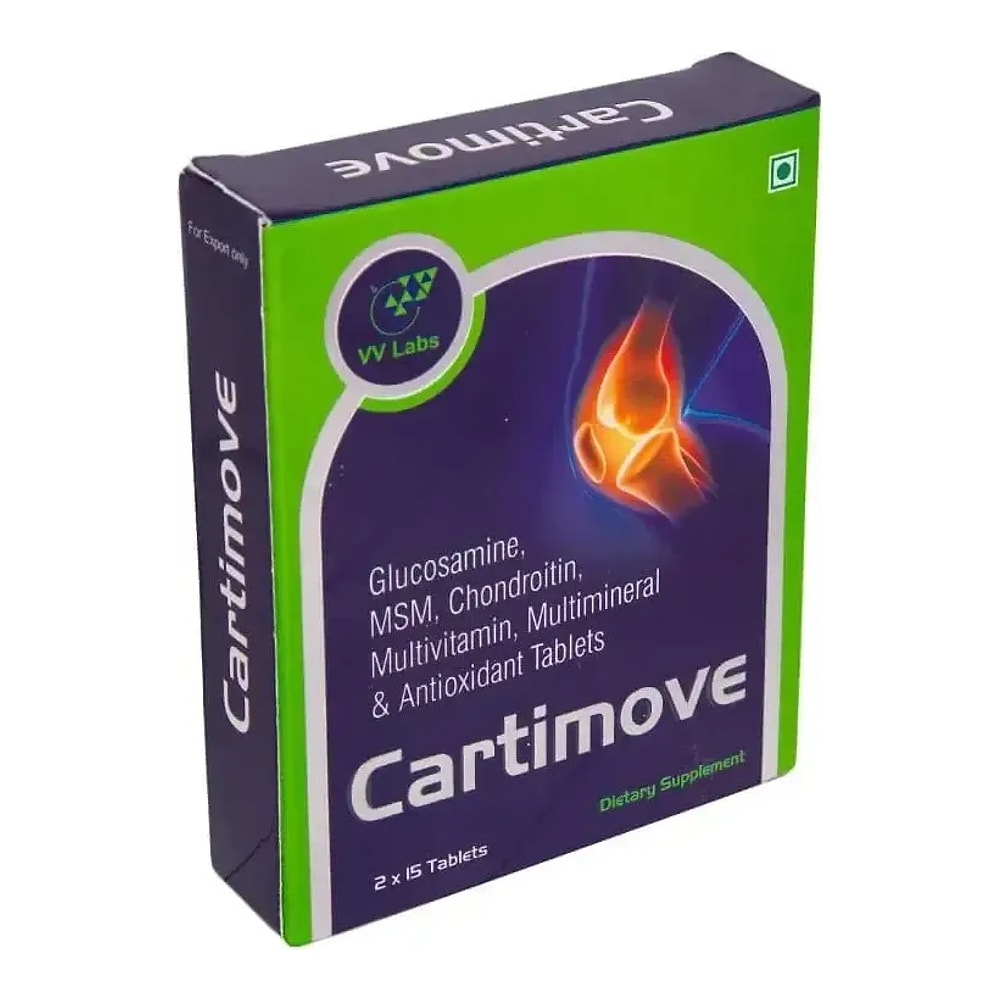 Cartimove
For Export only
Cartimove
VV Labs
Glucosamine,
MSM, Chondroitin,
Multivitamin, Multimineral
& Antioxidant Tablets
Cartimove
Dietary Supplement
2 x 15 Tablets